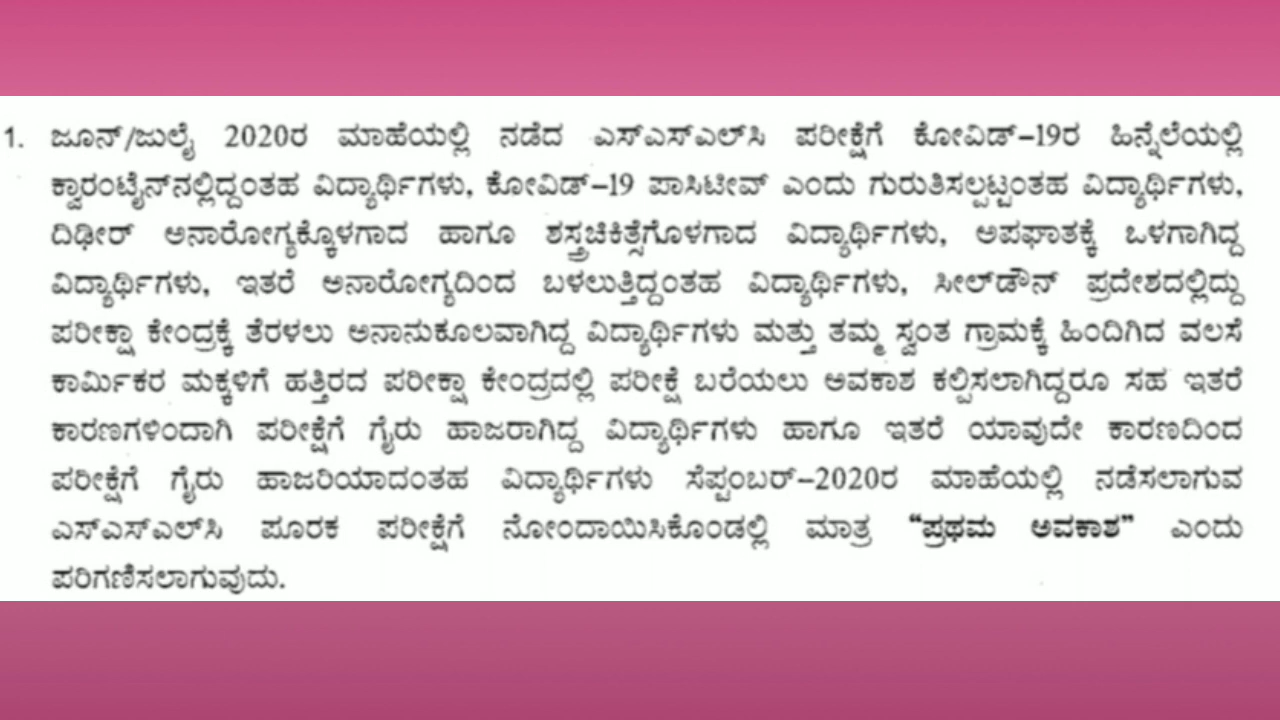 1. ಜೂನ್/ಜುಲೈ 2020ರ ಮಾಹೆಯಲ್ಲಿ ನಡೆದ ಎಸ್ಎಸ್ಎಲ್‌ಸಿ ಪರೀಕ್ಷೆಗೆ ಕೋವಿಡ್-19ರ ಹಿನ್ನೆಲೆಯಲ್ಲಿ
ಕ್ವಾರಂಟೈನ್‌ನಲ್ಲಿದ್ದಂತಹ ವಿದ್ಯಾರ್ಥಿಗಳು, ಕೋವಿಡ್-19 ಪಾಸಿಟೀವ್ ಎಂದು ಗುರುತಿಸಲ್ಪಟ್ಟಂತಹ ವಿದ್ಯಾರ್ಥಿಗಳು,
ದಿಢೀರ್ ಅನಾರೋಗ್ಯಕ್ಕೊಳಗಾದ ಹಾಗೂ ಶಸ್ತ್ರಚಿಕಿತ್ಸೆಗೊಳಗಾದ ವಿದ್ಯಾರ್ಥಿಗಳು, ಅಪಘಾತಕ್ಕೆ ಒಳಗಾಗಿದ್ದ
ವಿದ್ಯಾರ್ಥಿಗಳು, ಇತರೆ ಅನಾರೋಗ್ಯದಿಂದ ಬಳಲುತ್ತಿದ್ದಂತಹ ವಿದ್ಯಾರ್ಥಿಗಳು, ಸೀಲ್‌ಡೌನ್ ಪ್ರದೇಶದಲ್ಲಿದ್ದು
ಪರೀಕ್ಷಾ ಕೇಂದ್ರಕ್ಕೆ ತೆರಳಲು ಅನಾನುಕೂಲವಾಗಿದ್ದ ವಿದ್ಯಾರ್ಥಿಗಳು ಮತ್ತು ತಮ್ಮ ಸ್ವಂತ ಗ್ರಾಮಕ್ಕೆ ಹಿಂದಿಗಿದ ವಲಸೆ
ಕಾರ್ಮಿಕರ ಮಕ್ಕಳಿಗೆ ಹತ್ತಿರದ ಪರೀಕ್ಷಾ ಕೇಂದ್ರದಲ್ಲಿ ಪರೀಕ್ಷೆ ಬರೆಯಲು ಅವಕಾಶ ಕಲ್ಪಿಸಲಾಗಿದ್ದರೂ ಸಹ ಇತರೆ
ಕಾರಣಗಳಿಂದಾಗಿ ಪರೀಕ್ಷೆಗೆ ಗೈರು ಹಾಜರಾಗಿದ್ದ ವಿದ್ಯಾರ್ಥಿಗಳು ಹಾಗೂ ಇತರೆ ಯಾವುದೇ ಕಾರಣದಿಂದ
ಪರೀಕ್ಷೆಗೆ ಗೈರು ಹಾಜರಿಯಾದಂತಹ ವಿದ್ಯಾರ್ಥಿಗಳು ಸೆಪ್ಟಂಬರ್-2020ರ ಮಾಹೆಯಲ್ಲಿ ನಡೆಸಲಾಗುವ
ಎಸ್ಎಸ್ಎಲ್‌ಸಿ ಪೂರಕ ಪರೀಕ್ಷೆಗೆ ನೋಂದಾಯಿಸಿಕೊಂಡಲ್ಲಿ ಮಾತ್ರ “ಪ್ರಥಮ ಅವಕಾಶ” ಎಂದು
ಪರಿಗಣಿಸಲಾಗುವುದು.